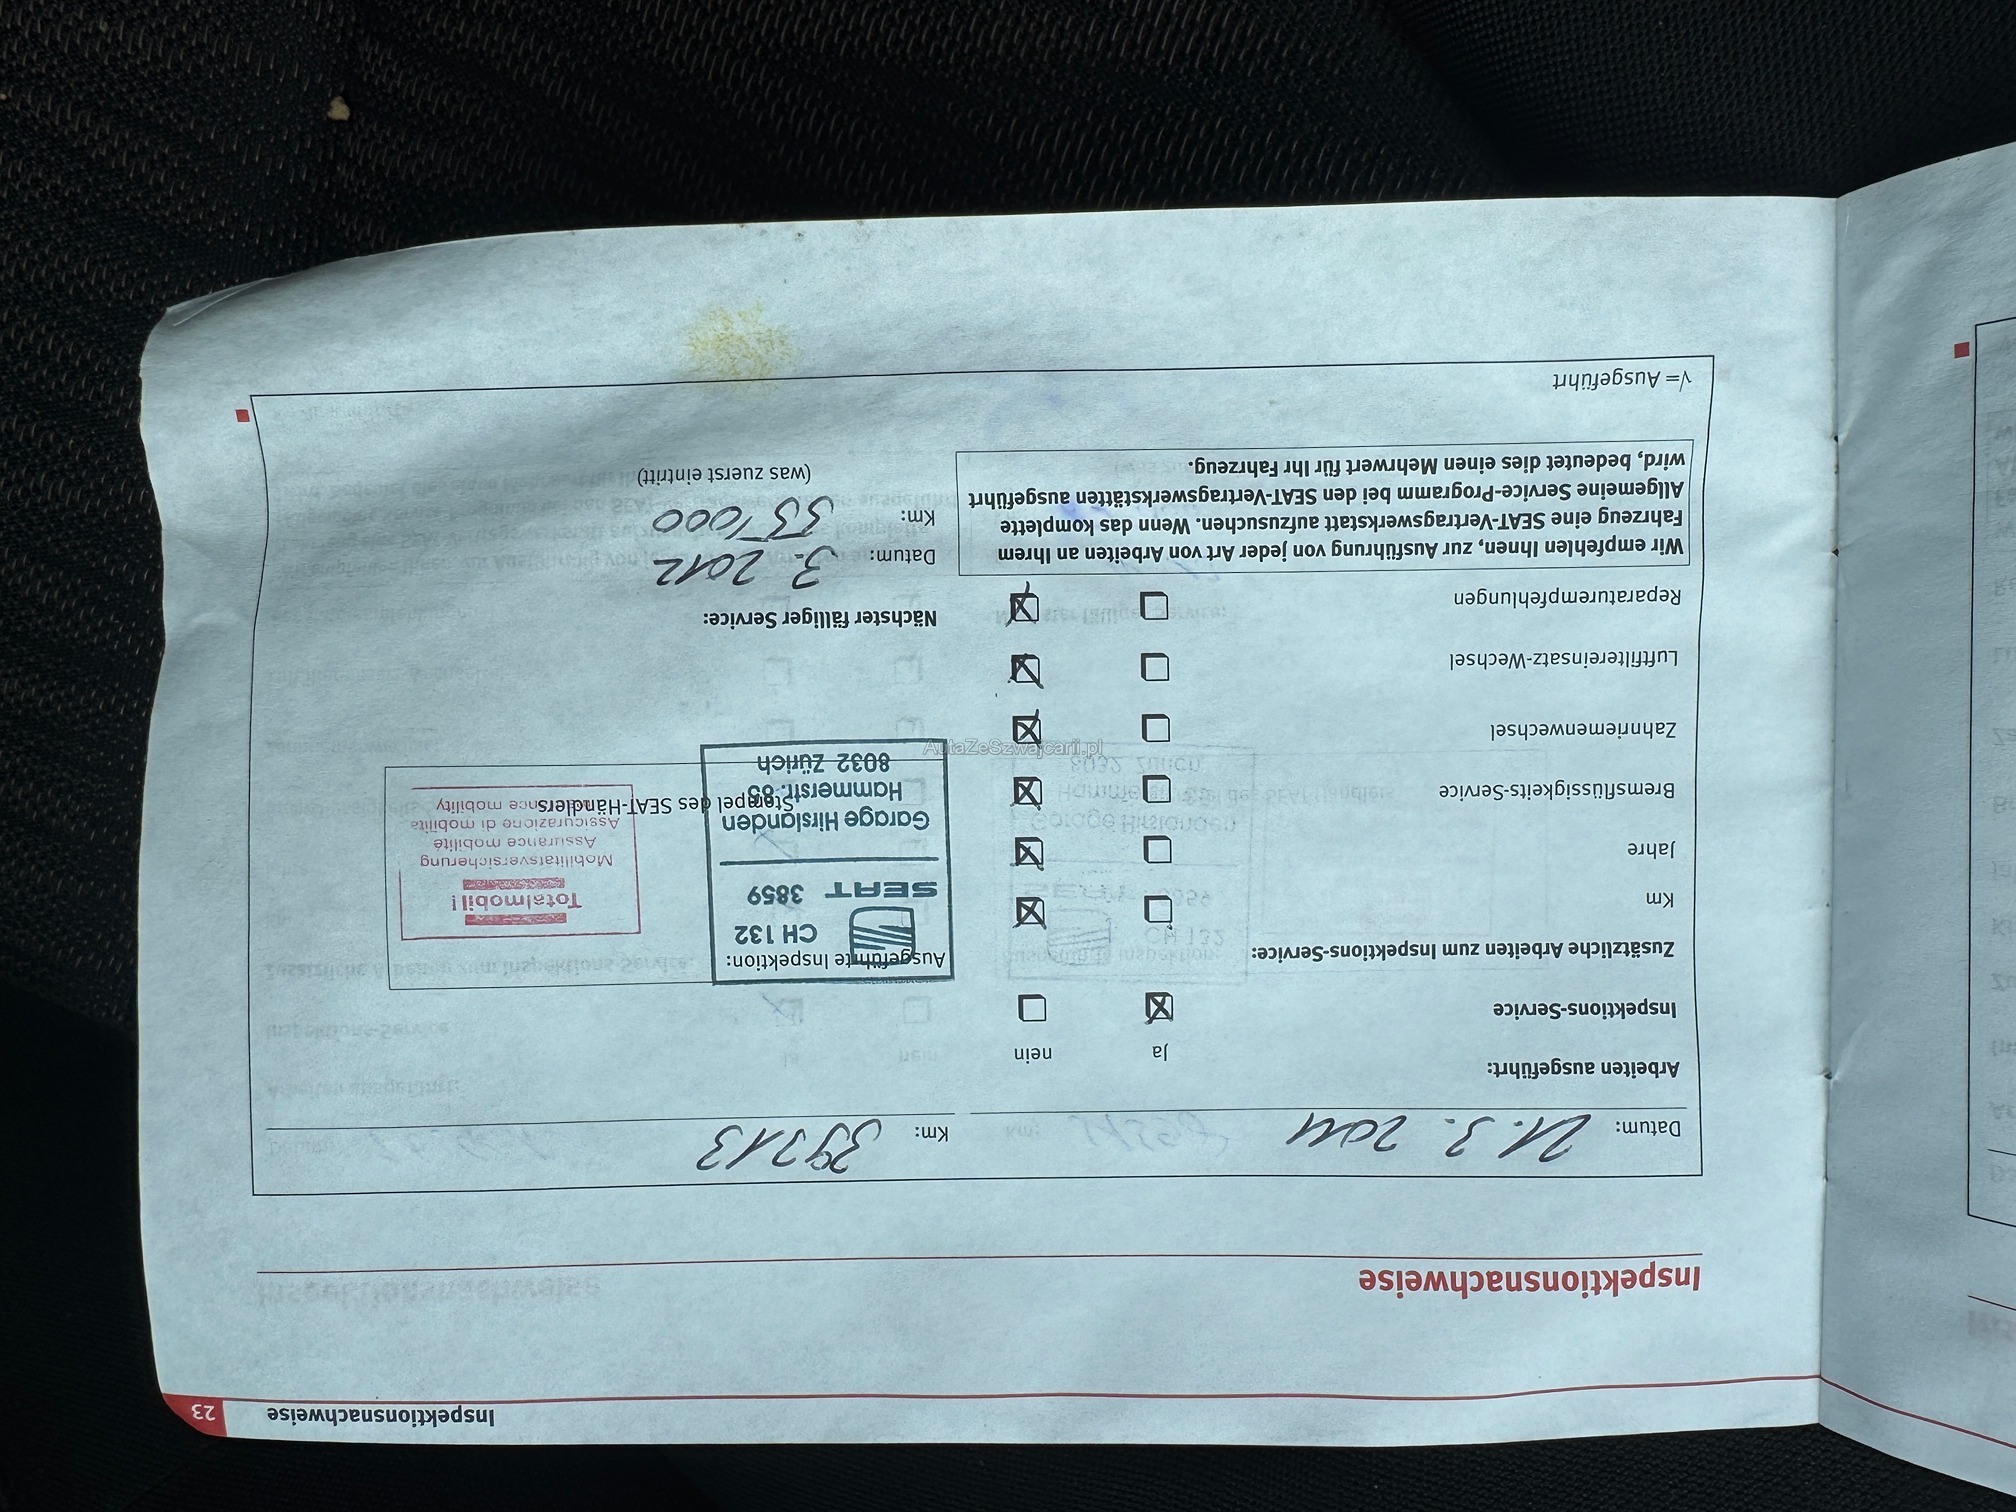 Inspektionsnachweise 23
Inspektionsnachweise
Datum: 21.3.2011 Km: 39213
Arbeiten ausgeführt:
Ja nein
Inspektions-Service
Zusätzliche Arbeiten zum Inspektions-Service:
Km
Jahre
Bremsflüssigkeits-Service
Zahnriemenwechsel
Luftfiltereinsatz-Wechsel
Reparaturempfehlungen
Wir empfehlen Ihnen, zur Ausführung von jeder Art von Arbeiten an Ihrem
Fahrzeug eine SEAT-Vertragswerkstatt aufzusuchen. Wenn das komplette
Allgemeine Service-Programm bei den SEAT-Vertragswerkstätten ausgeführt
wird, bedeutet dies einen Mehrwert für Ihr Fahrzeug.
√= Ausgeführt
Ausgeführte Inspektion:
CH 132
SEAT 3859
Garage Hirslanden
Hammerstr. 83
8032 Zürich
Stempel des SEAT-Händlers
Totalmobil!
Mobilitätsversicherung
Assurance mobilité
Assicurazione di mobilità
mobility
Nächster fälliger Service:
Datum: 3. 2012
Km: 55'000
(was zuerst eintritt)
AutaZeSzwajcarii.pl